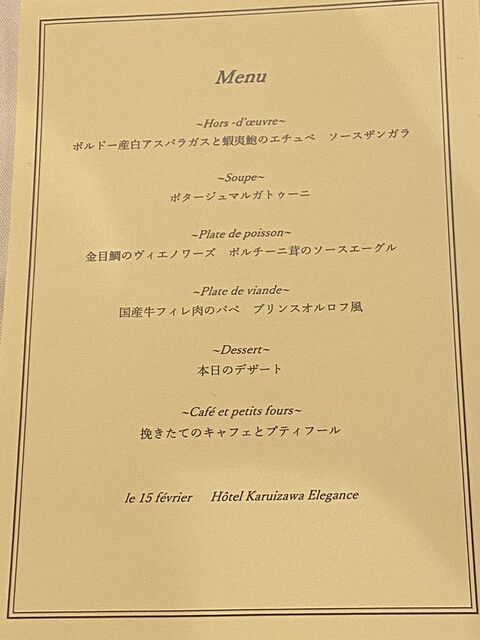 Menu
~Hors -d'œuvre~
ボルドー産白アスパラガスと蝦夷鮑のエチュベ　ソースザンガラ
~Soupe~
ポタージュマルガトゥーニ
~Plate de poisson~
金目鯛のヴィエノワーズ　ポルチーニ茸のソースエーグル
~Plate de viande~
国産牛フィレ肉のパベ　プリンスオルロフ風
~Dessert~
本日のデザート
~Café et petits fours~
挽きたてのキャフェとプティフール
le 15 février　Hôtel Karuizawa Elegance